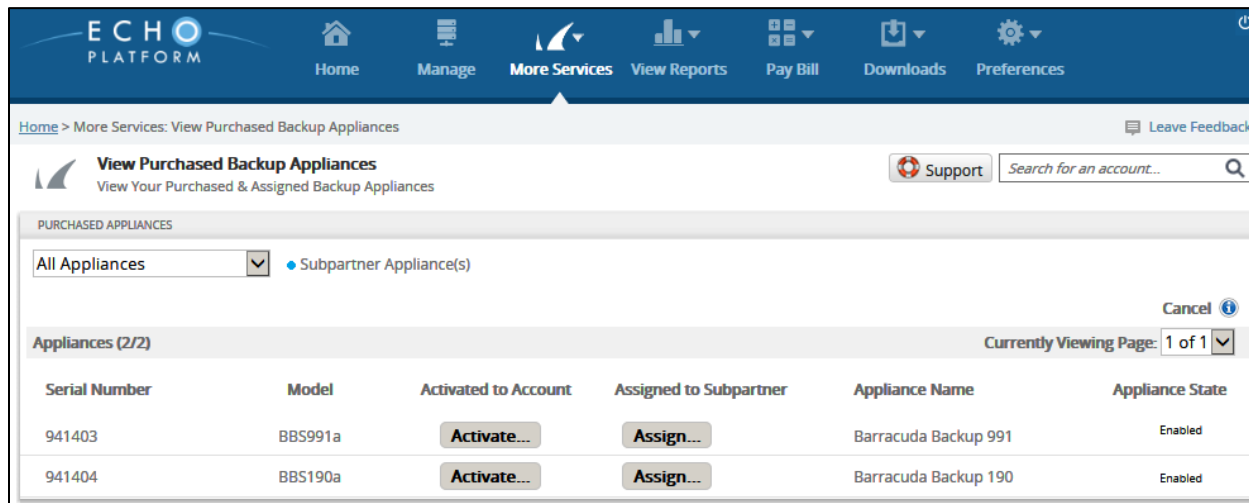 ECHO
PLATFORM
Home Manage More Services View Reports Pay Bill Downloads Preferences
Home > More Services: View Purchased Backup Appliances Leave Feedback
View Purchased Backup Appliances
View Your Purchased & Assigned Backup Appliances
Support Search for an account...
PURCHASED APPLIANCES
All Appliances Subpartner Appliance(s)
Cancel
Appliances (2/2) Currently Viewing Page: 1 of 1
Serial Number Model Activated to Account Assigned to Subpartner Appliance Name Appliance State
941403 BBS991a Activate... Assign... Barracuda Backup 991 Enabled
941404 BBS190a Activate... Assign... Barracuda Backup 190 Enabled